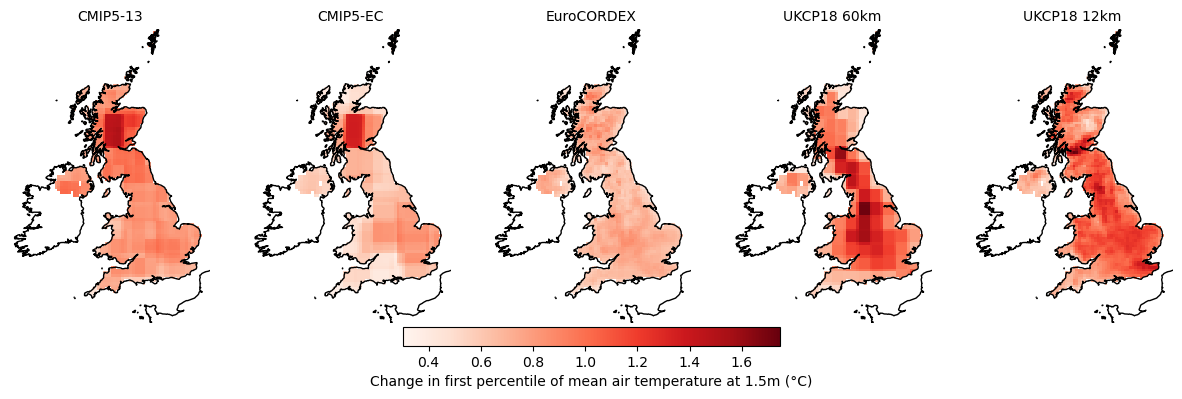 CMIP5-13 CMIP5-EC EuroCORDEX UKCP18 60km UKCP18 12km
0.4 0.6 0.8 1.0 1.2 1.4 1.6
Change in first percentile of mean air temperature at 1.5m (°C)